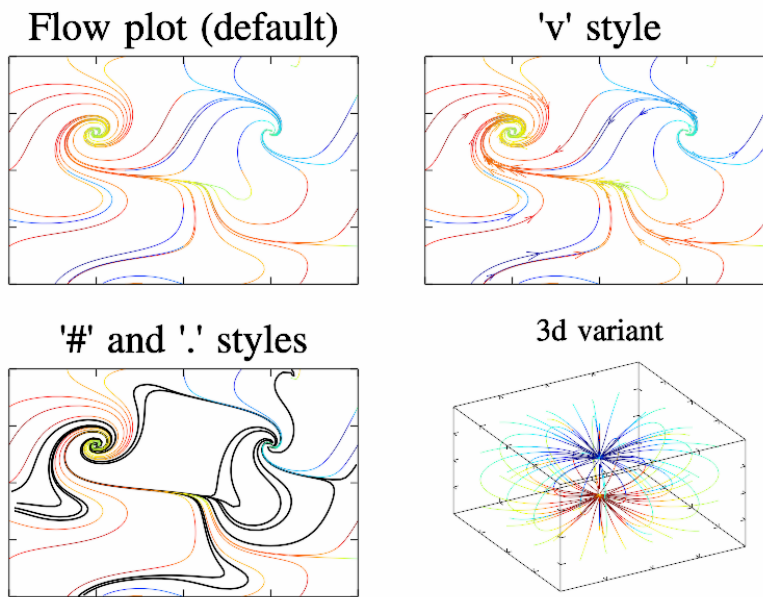 Flow plot (default)
'v' style
'#' and '.' styles
3d variant